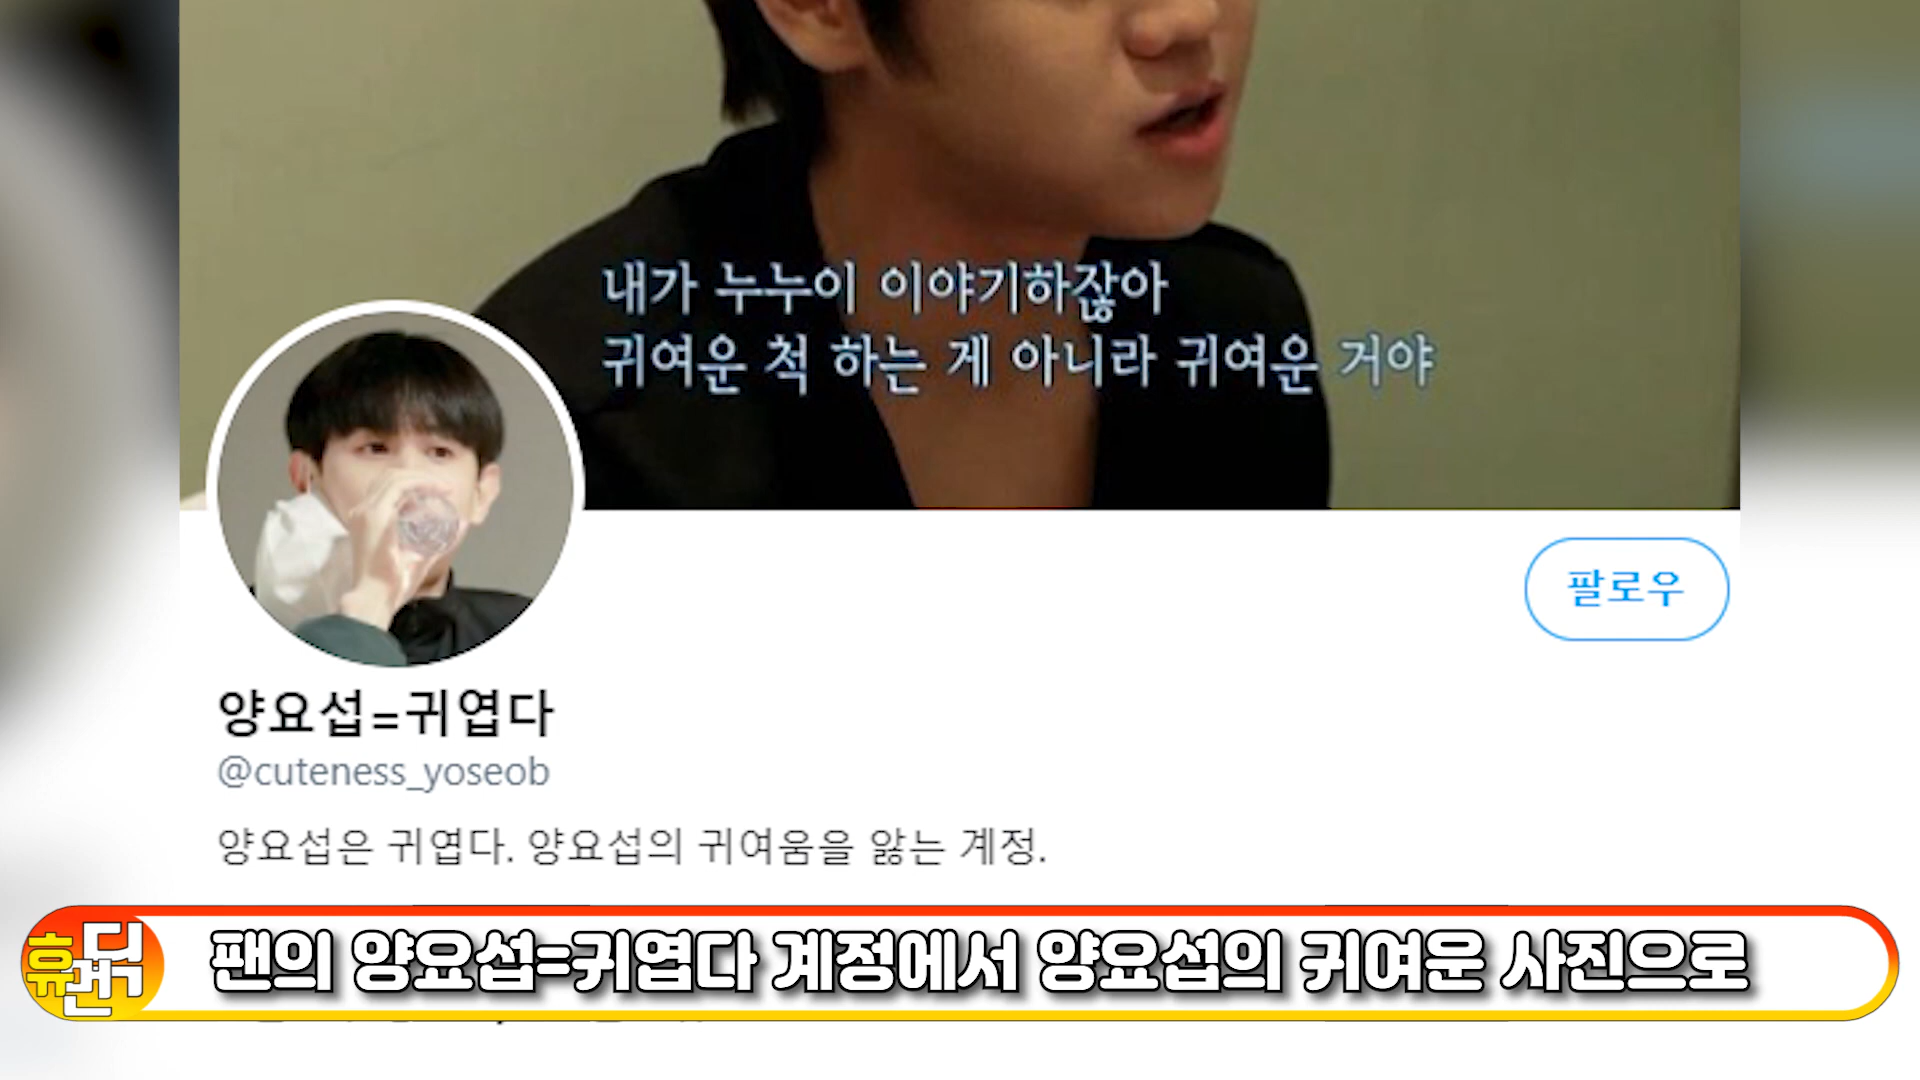 내가 누누이 이야기하잖아
귀여운 척 하는 게 아니라 귀여운 거야
팔로우
양요섭=귀엽다
@cuteness_yoseob
양요섭은 귀엽다. 양요섭의 귀여움을 앓는 계정.
휴먼딕
팬의 양요섭=귀엽다 계정에서 양요섭의 귀여운 사진으로